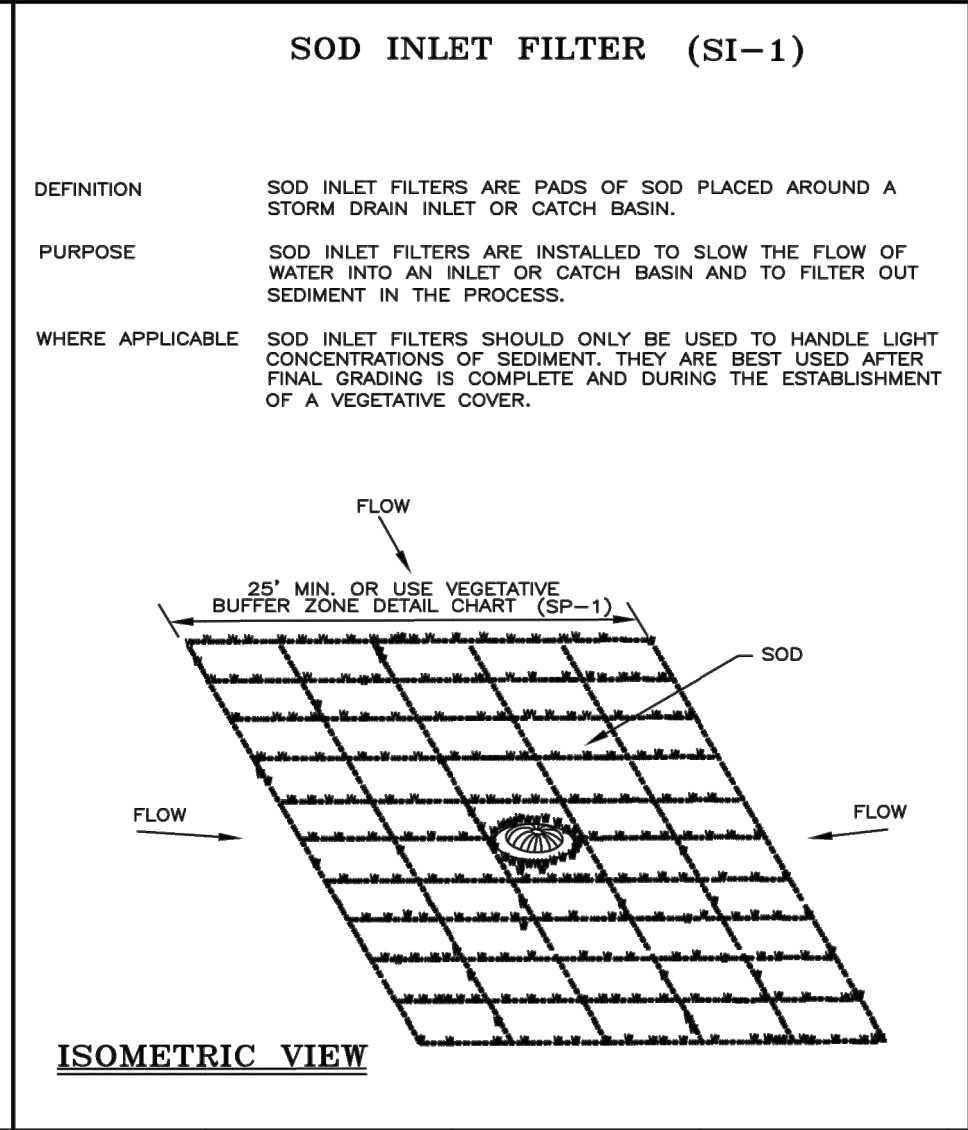 SOD INLET FILTER (SI-1)
DEFINITION SOD INLET FILTERS ARE PADS OF SOD PLACED AROUND A
STORM DRAIN INLET OR CATCH BASIN.
PURPOSE SOD INLET FILTERS ARE INSTALLED TO SLOW THE FLOW OF
WATER INTO AN INLET OR CATCH BASIN AND TO FILTER OUT
SEDIMENT IN THE PROCESS.
WHERE APPLICABLE SOD INLET FILTERS SHOULD ONLY BE USED TO HANDLE LIGHT
CONCENTRATIONS OF SEDIMENT. THEY ARE BEST USED AFTER
FINAL GRADING IS COMPLETE AND DURING THE ESTABLISHMENT
OF A VEGETATIVE COVER.
FLOW
25' MIN. OR USE VEGETATIVE
BUFFER ZONE DETAIL CHART (SP-1)
SOD
FLOW
FLOW
ISOMETRIC VIEW